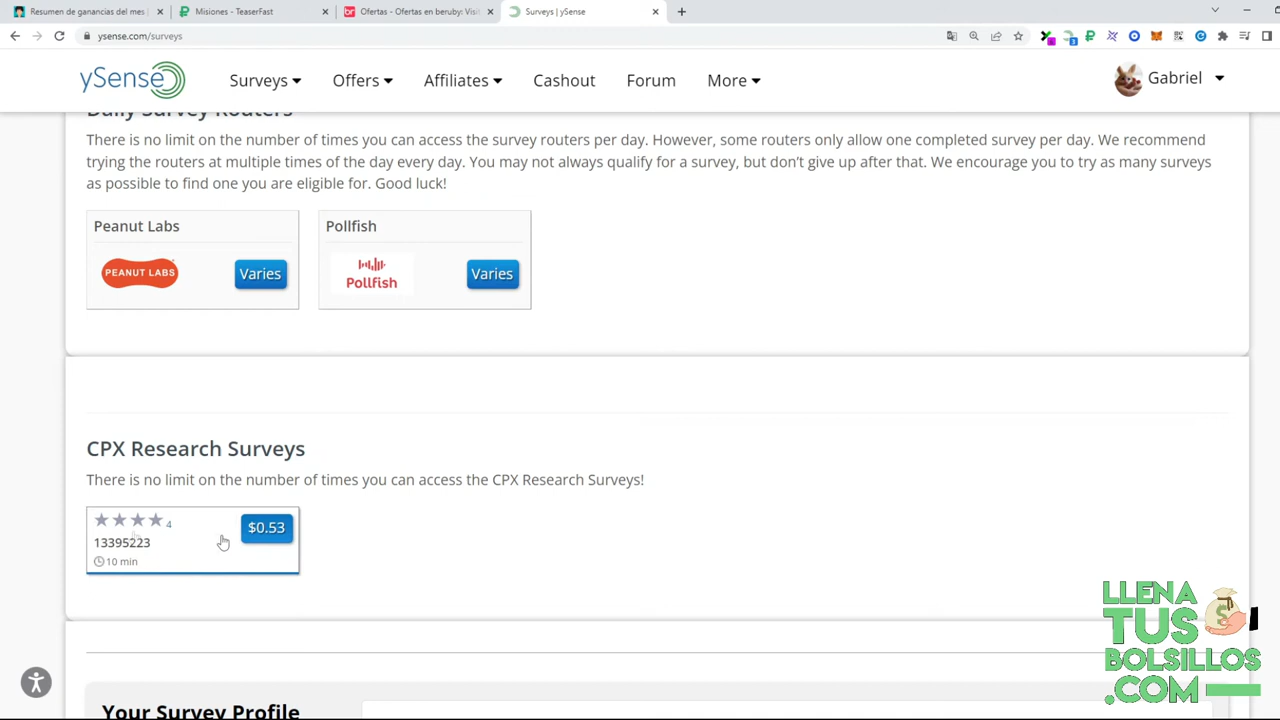 Resumen de ganancias del mes
Misiones - TeaserFast
Ofertas - Ofertas en beruby: Visi
Surveys | ySense
ysense.com/surveys
ySense
Surveys
Offers
Affiliates
Cashout
Forum
More
Gabriel
Daily Survey Routers
There is no limit on the number of times you can access the survey routers per day. However, some routers only allow one completed survey per day. We recommend
trying the routers at multiple times of the day every day. You may not always qualify for a survey, but don't give up after that. We encourage you to try as many surveys
as possible to find one you are eligible for. Good luck!
Peanut Labs
PEANUT LABS
Varies
Pollfish
Pollfish
Varies
CPX Research Surveys
There is no limit on the number of times you can access the CPX Research Surveys!
4
13395223
10 min
$0.53
LLENA
TUS
BOLSILLOS
.COM
Your Survey Profile